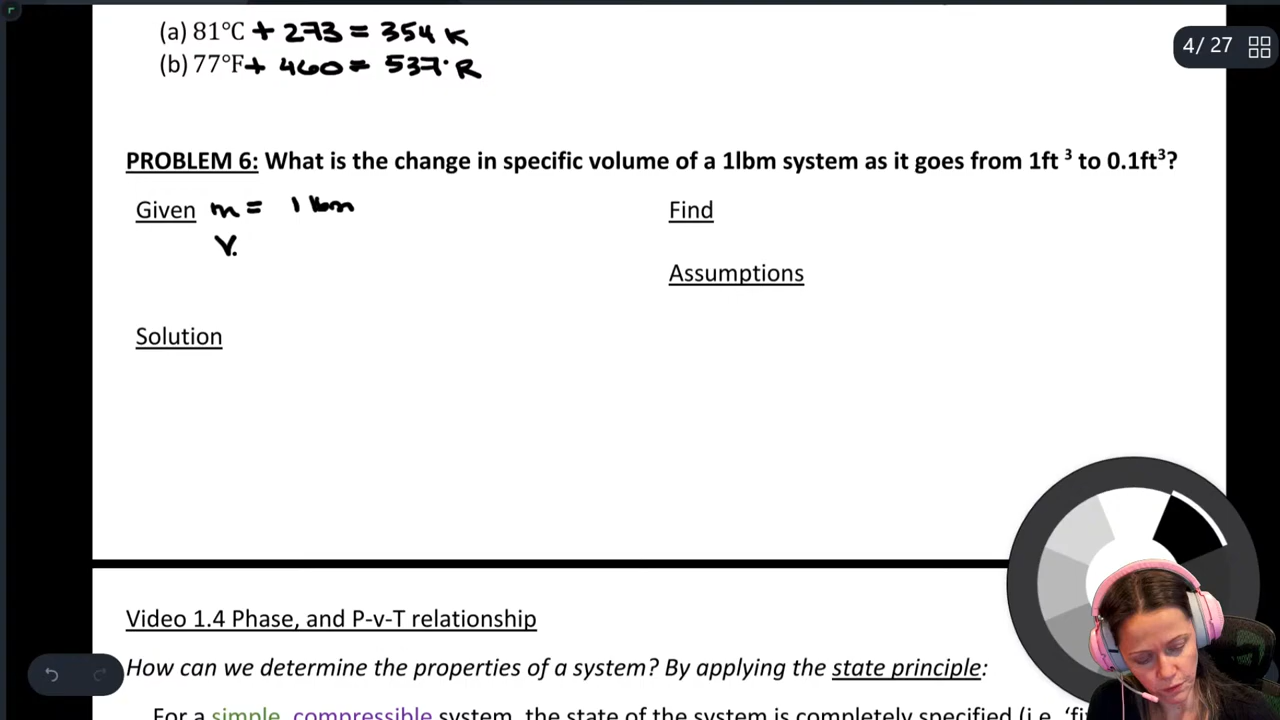 (a) 81°C + 273 = 354 K
4/27
(b) 77°F + 460 = 537°R
PROBLEM 6: What is the change in specific volume of a 1lbm system as it goes from 1ft ³ to 0.1ft³?
Given m = 1 lbm
Find
V.
Assumptions
Solution
Video 1.4 Phase, and P-v-T relationship
How can we determine the properties of a system? By applying the state principle:
For a simple, compressible system, the state of the system is completely specified (i.e.